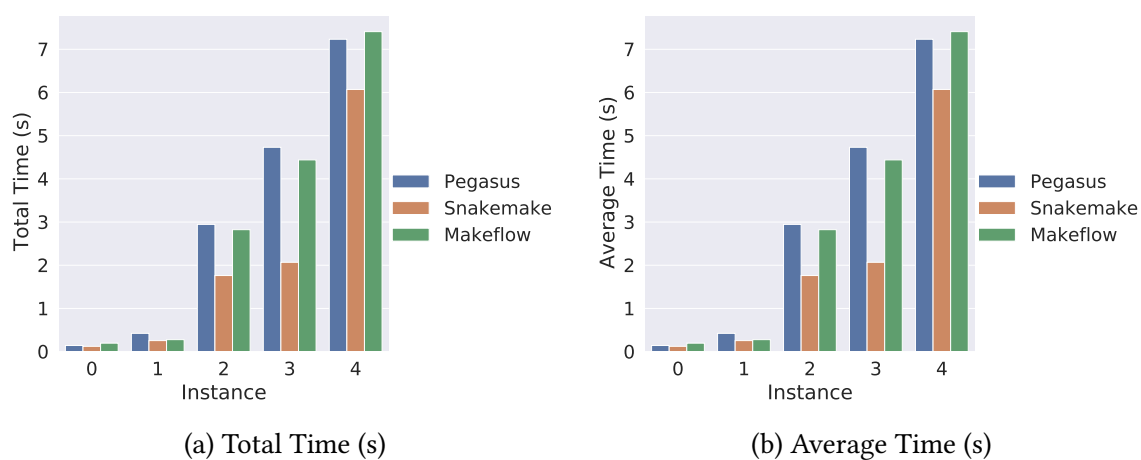 Total Time (s)
7
6
5
4
3
2
1
0
0 1 2 3 4
Instance
Pegasus
Snakemake
Makeflow
(a) Total Time (s)
Average Time (s)
7
6
5
4
3
2
1
0
0 1 2 3 4
Instance
Pegasus
Snakemake
Makeflow
(b) Average Time (s)